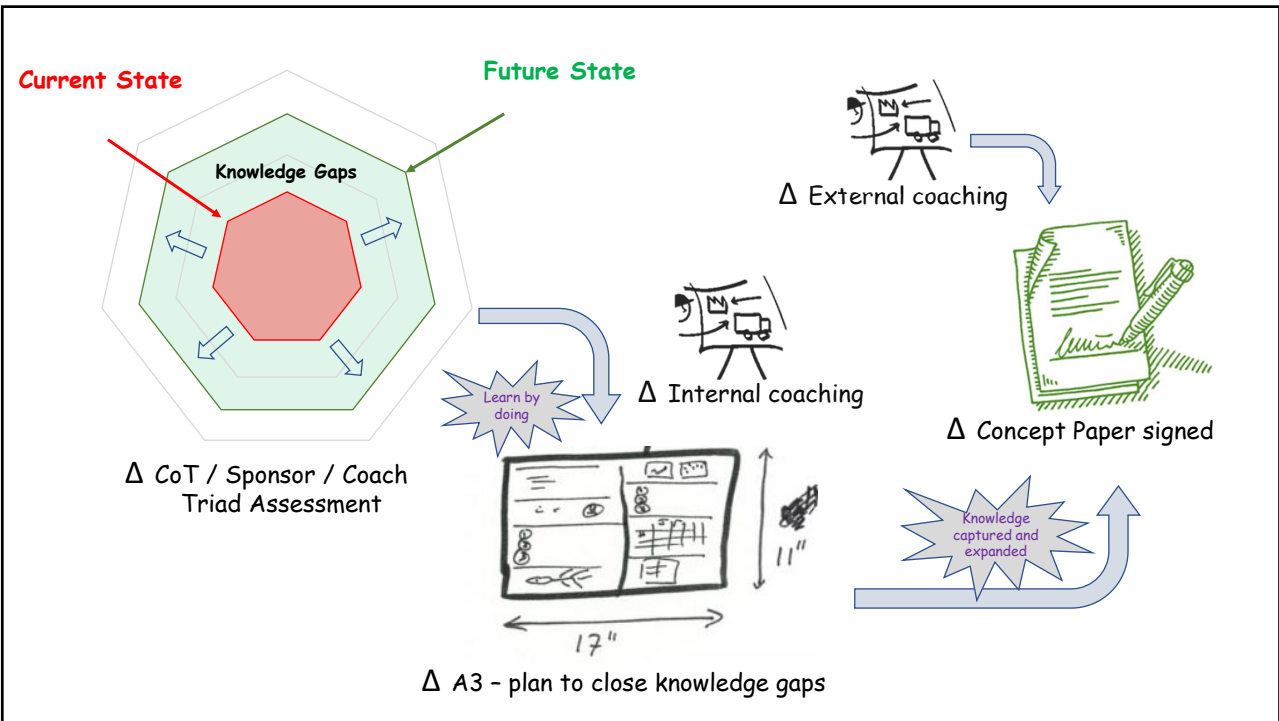 Current State
Future State
Knowledge Gaps
Δ CoT / Sponsor / Coach
Triad Assessment
Learn by
doing
Δ Internal coaching
Δ External coaching
Δ Concept Paper signed
Knowledge
captured and
expanded
11"
17"
Δ A3 – plan to close knowledge gaps